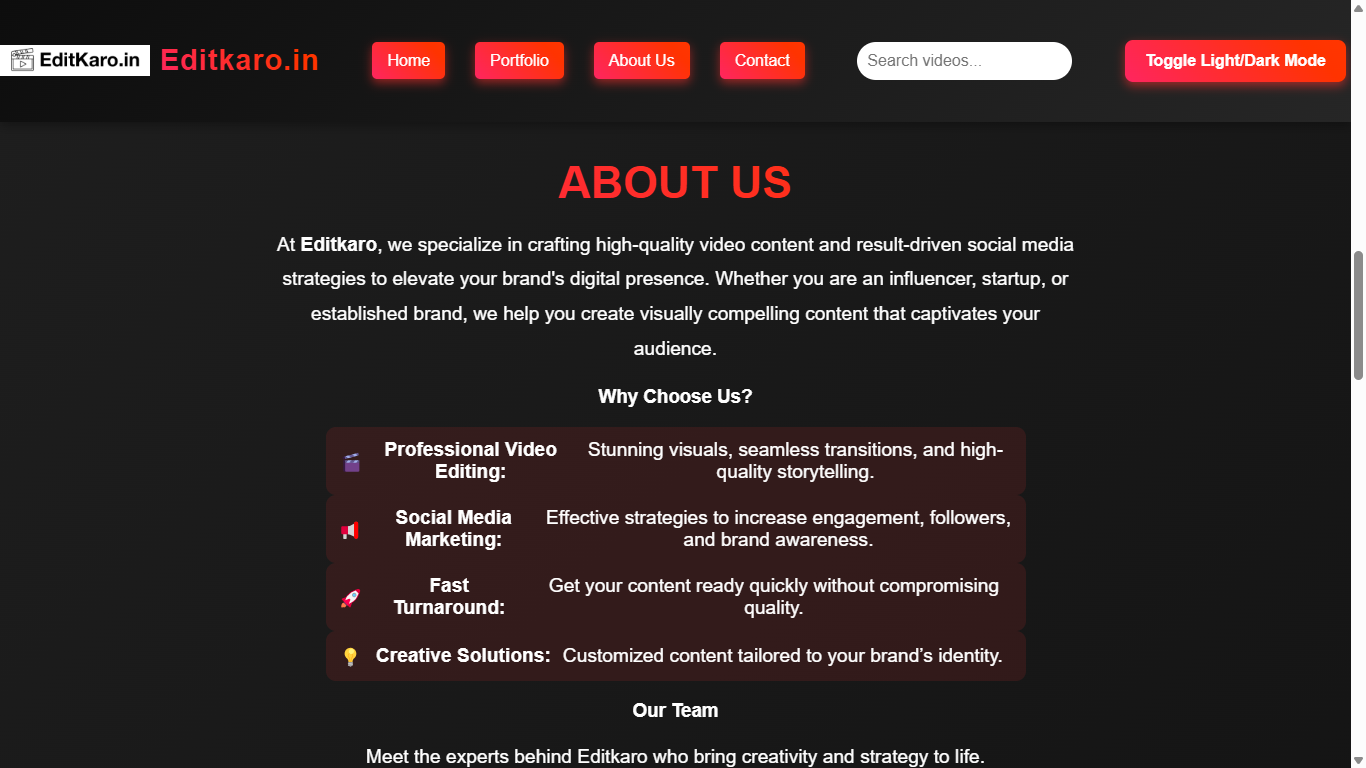 EditKaro.in
Editkaro.in
Home
Portfolio
About Us
Contact
Search videos...
Toggle Light/Dark Mode
ABOUT US
At Editkaro, we specialize in crafting high-quality video content and result-driven social media
strategies to elevate your brand's digital presence. Whether you are an influencer, startup, or
established brand, we help you create visually compelling content that captivates your
audience.
Why Choose Us?
Professional Video
Editing:
Stunning visuals, seamless transitions, and high-
quality storytelling.
Social Media
Marketing:
Effective strategies to increase engagement, followers,
and brand awareness.
Fast
Turnaround:
Get your content ready quickly without compromising
quality.
Creative Solutions:
Customized content tailored to your brand’s identity.
Our Team
Meet the experts behind Editkaro who bring creativity and strategy to life.